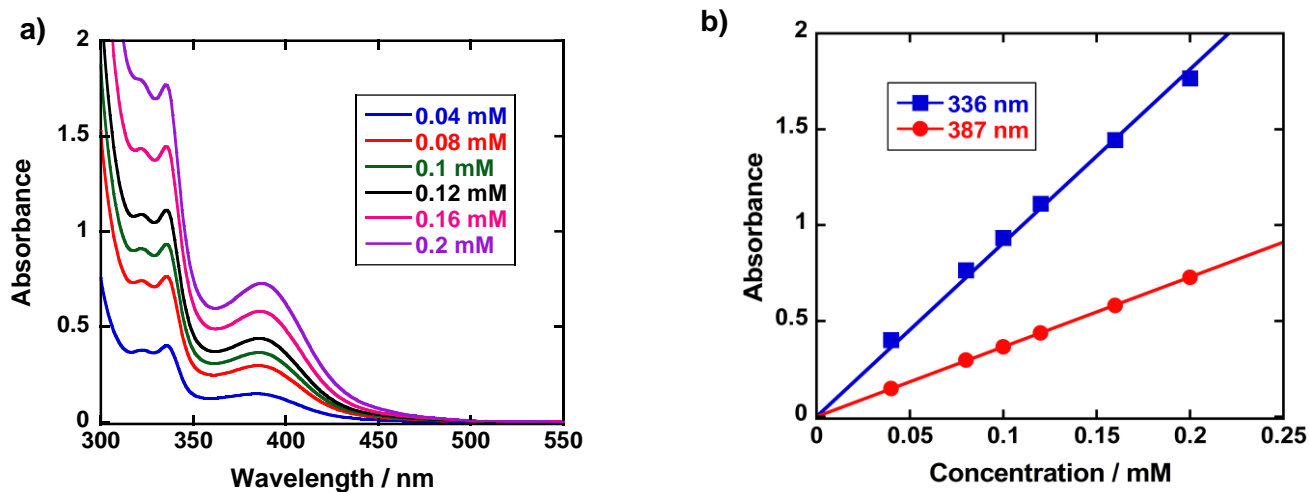 a)
2
1.5
1
0.5
0
300 350 400 450 500 550
Absorbance
Wavelength / nm
0.04 mM
0.08 mM
0.1 mM
0.12 mM
0.16 mM
0.2 mM
b)
2
1.5
1
0.5
0
0 0.05 0.1 0.15 0.2 0.25
Absorbance
Concentration / mM
336 nm
387 nm